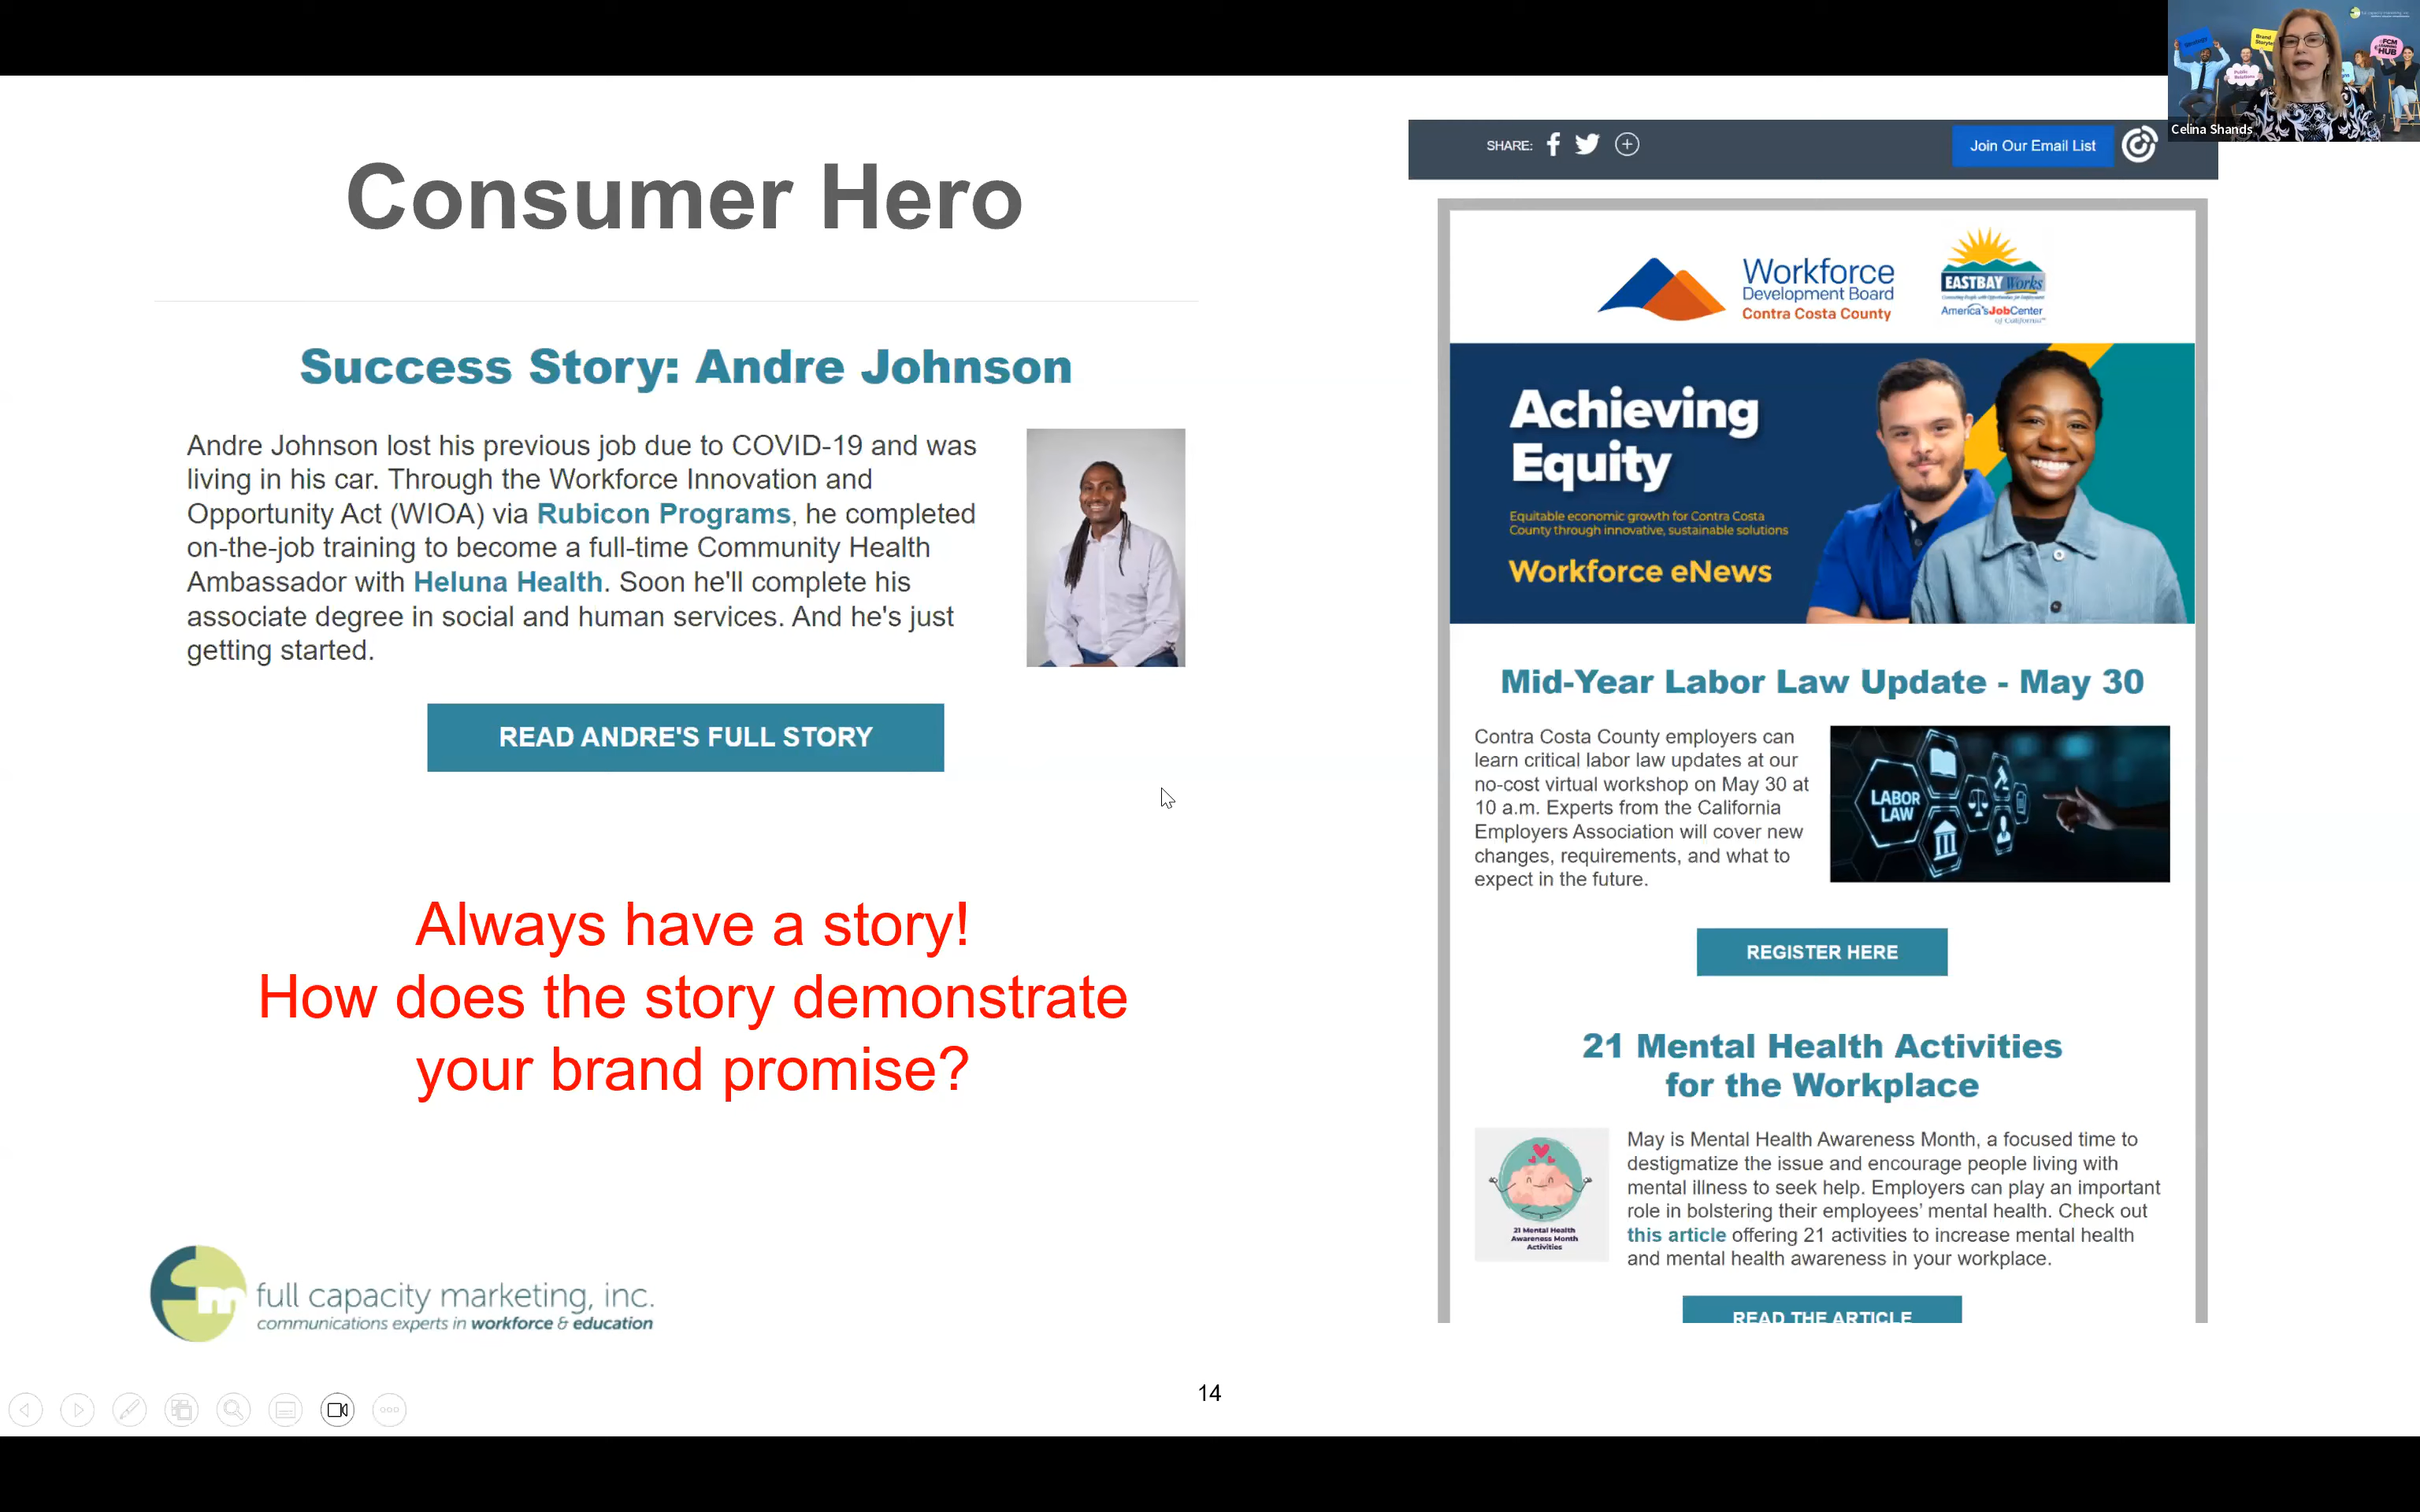 Consumer Hero
Success Story: Andre Johnson
Andre Johnson lost his previous job due to COVID-19 and was
living in his car. Through the Workforce Innovation and
Opportunity Act (WIOA) via Rubicon Programs, he completed
on-the-job training to become a full-time Community Health
Ambassador with Heluna Health. Soon he'll complete his
associate degree in social and human services. And he's just
getting started.
READ ANDRE'S FULL STORY
Always have a story!
How does the story demonstrate
your brand promise?
full capacity marketing, inc.
communications experts in workforce & education
14
SHARE:
Join Our Email List
Workforce
Development Board
Contra Costa County
EASTBAY Works
America'sJobCenter
of California
Achieving
Equity
Equitable economic growth for Contra Costa
County through innovative, sustainable solutions
Workforce eNews
Mid-Year Labor Law Update - May 30
Contra Costa County employers can
learn critical labor law updates at our
no-cost virtual workshop on May 30 at
10 a.m. Experts from the California
Employers Association will cover new
changes, requirements, and what to
expect in the future.
LABOR
LAW
REGISTER HERE
21 Mental Health Activities
for the Workplace
21 Mental Health
Awareness Month
Activities
May is Mental Health Awareness Month, a focused time to
destigmatize the issue and encourage people living with
mental illness to seek help. Employers can play an important
role in bolstering their employees' mental health. Check out
this article offering 21 activities to increase mental health
and mental health awareness in your workplace.
READ THE ARTICLE
Celina Shands
Public
Relations
FCM
HUB